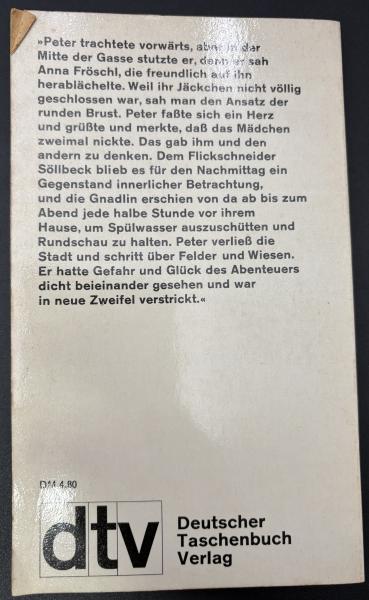 »Peter trachtete vorwärts, aber in der
Mitte der Gasse stutzte er, denn er sah
Anna Fröschl, die freundlich auf ihn
herablächelte. Weil ihr Jäckchen nicht völlig
geschlossen war, sah man den Ansatz der
runden Brust. Peter faßte sich ein Herz
und grüßte und merkte, daß das Mädchen
zweimal nickte. Das gab ihm und den
andern zu denken. Dem Flickschneider
Söllbeck blieb es für den Nachmittag ein
Gegenstand innerlicher Betrachtung,
und die Gnadlin erschien von da ab bis zum
Abend jede halbe Stunde vor ihrem
Hause, um Spülwasser auszuschütten und
Rundschau zu halten. Peter verließ die
Stadt und schritt über Felder und Wiesen.
Er hatte Gefahr und Glück des Abenteuers
dicht beieinander gesehen und war
in neue Zweifel verstrickt.«
DM 4.80
dtv
Deutscher
Taschenbuch
Verlag